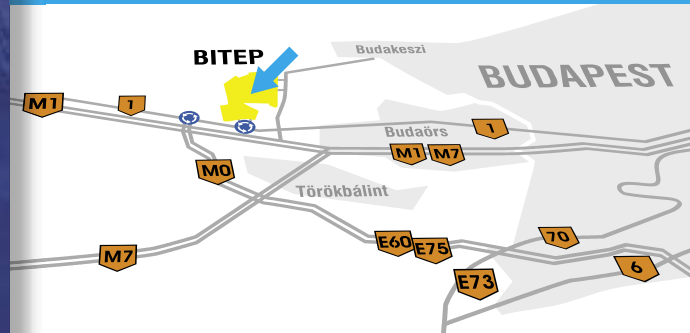 Budakeszi
BITEP
BUDAPEST
M1
1
1
Budaörs
M1
M7
M0
Törökbálint
E60
E75
70
M7
6
E73